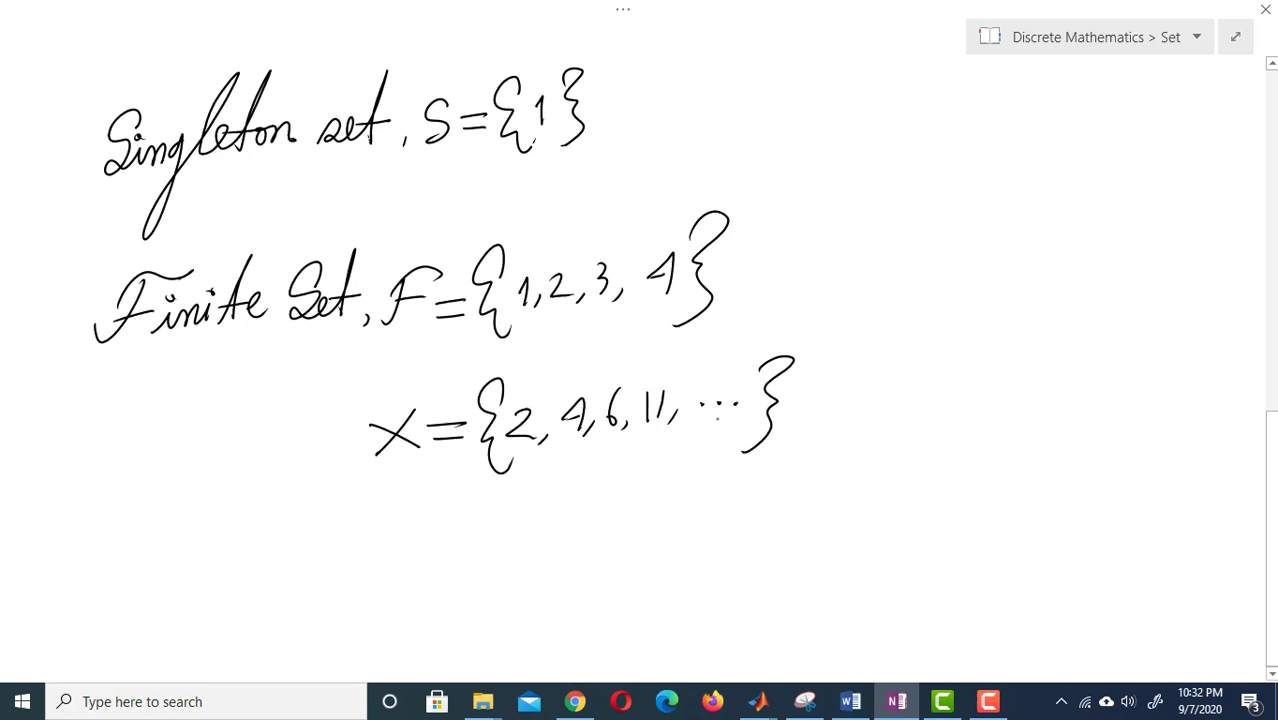 ...
Discrete Mathematics > Set
Singleton set, S={1}
Finite Set, F={1,2,3, 4}
X={2, 4, 6, 11, ...}
Type here to search
10:32 PM
9/7/2020
3